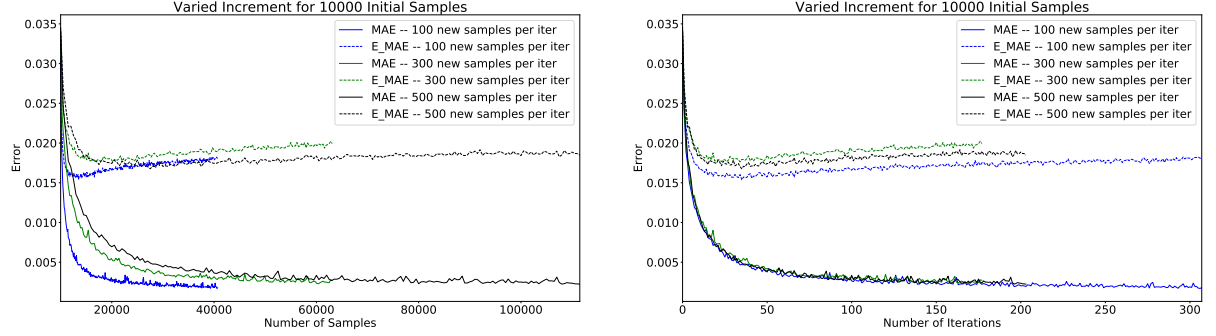 Varied Increment for 10000 Initial Samples
0.035
0.030
0.025
0.020
0.015
0.010
0.005
Error
MAE -- 100 new samples per iter
E_MAE -- 100 new samples per iter
MAE -- 300 new samples per iter
E_MAE -- 300 new samples per iter
MAE -- 500 new samples per iter
E_MAE -- 500 new samples per iter
20000 40000 60000 80000 100000
Number of Samples
Varied Increment for 10000 Initial Samples
0.035
0.030
0.025
0.020
0.015
0.010
0.005
Error
MAE -- 100 new samples per iter
E_MAE -- 100 new samples per iter
MAE -- 300 new samples per iter
E_MAE -- 300 new samples per iter
MAE -- 500 new samples per iter
E_MAE -- 500 new samples per iter
0 50 100 150 200 250 300
Number of Iterations